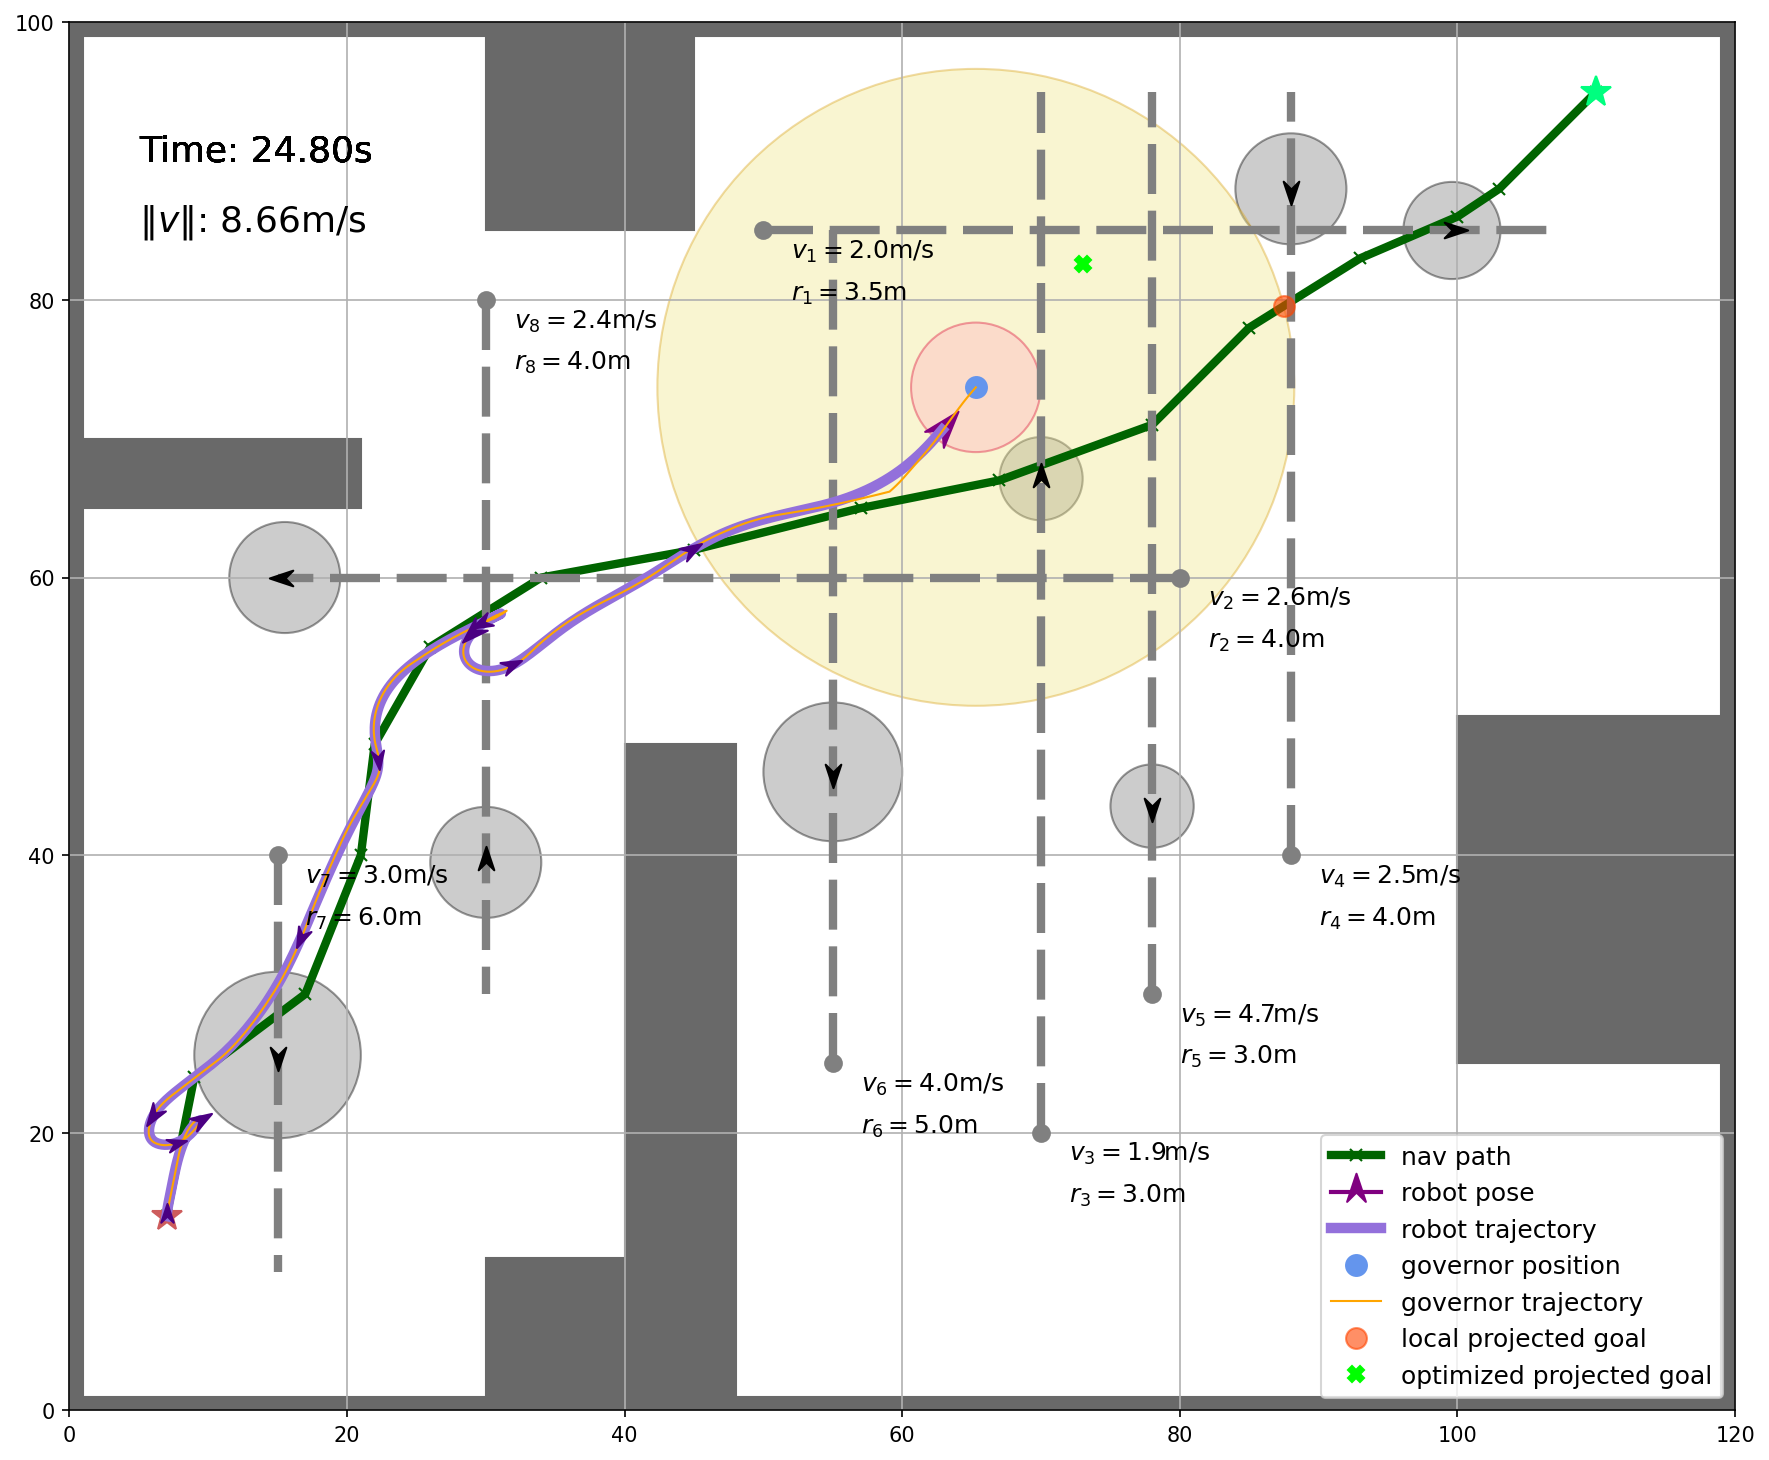 100
80
60
40
20
0
Time: 24.80s
‖v‖: 8.66m/s
v₁ = 2.0m/s
r₁ = 3.5m
v₈ = 2.4m/s
r₈ = 4.0m
v₂ = 2.6m/s
r₂ = 4.0m
v₇ = 3.0m/s
r₇ = 6.0m
v₄ = 2.5m/s
r₄ = 4.0m
v₅ = 4.7m/s
r₅ = 3.0m
v₆ = 4.0m/s
r₆ = 5.0m
v₃ = 1.9m/s
r₃ = 3.0m
nav path
robot pose
robot trajectory
governor position
governor trajectory
local projected goal
optimized projected goal
0 20 40 60 80 100 120